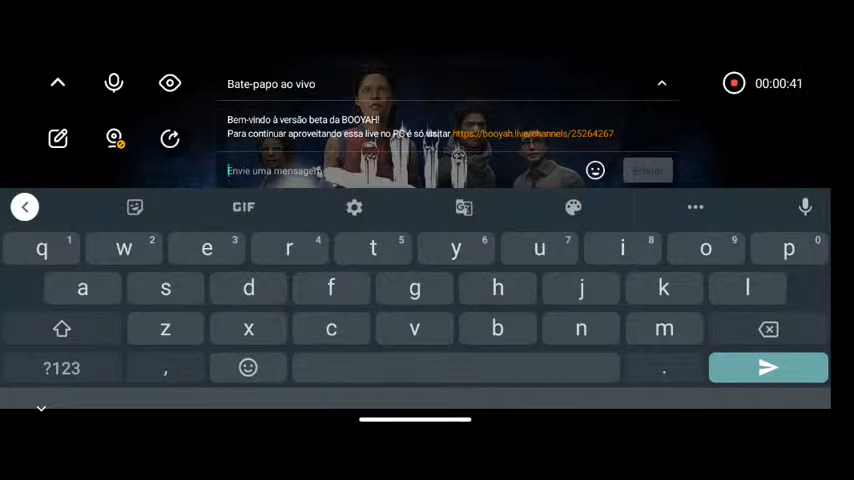 Bate-papo ao vivo
00:00:41
Bem-vindo à versão beta da BOOYAH!
Para continuar aproveitando essa live no PC é só visitar https://booyah.live/channels/25264267
Envie uma mensagem
Enviar
GIF
q 1 w 2 e 3 r 4 t 5 y 6 u 7 i 8 o 9 p 0
a s d f g h j k l
z x c v b n m
?123 , .